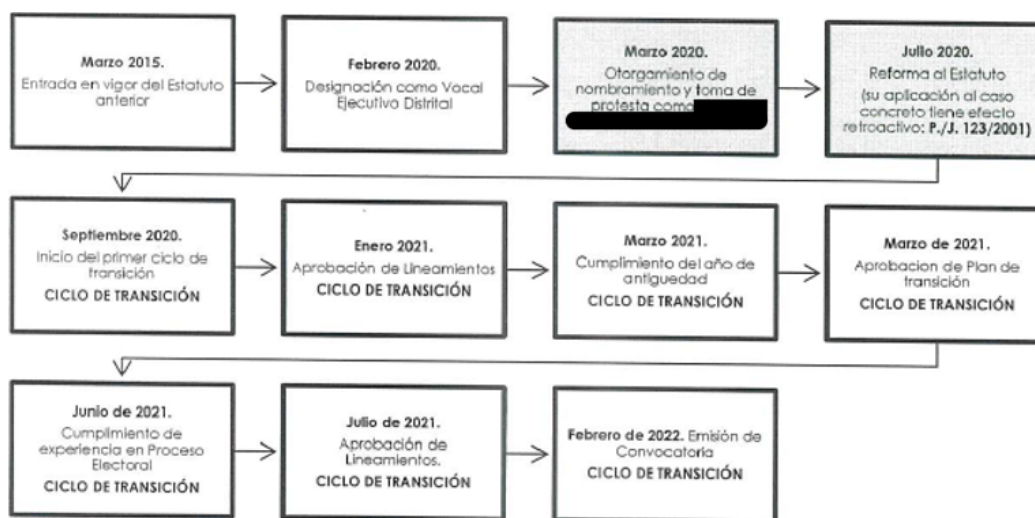 Marzo 2015.
Entrada en vigor del Estatuto
anterior
Febrero 2020.
Designación como Vocal
Ejecutivo Distrital
Marzo 2020.
Otorgamiento de
nombramiento y toma de
protesta como
Julio 2020.
Reforma al Estatuto
(su aplicación al caso
concreto tiene efecto
retroactivo: P./J. 123/2001)
Septiembre 2020.
Inicio del primer ciclo de
transición
CICLO DE TRANSICIÓN
Enero 2021.
Aprobación de Lineamientos
CICLO DE TRANSICIÓN
Marzo 2021.
Cumplimiento del año de
antiguedad
CICLO DE TRANSICIÓN
Marzo de 2021.
Aprobacion de Plan de
transición
CICLO DE TRANSICIÓN
Junio de 2021.
Cumplimiento de
experiencia en Proceso
Electoral
CICLO DE TRANSICIÓN
Julio de 2021.
Aprobación de
Lineamientos.
CICLO DE TRANSICIÓN
Febrero de 2022. Emisión de
Convocatoria
CICLO DE TRANSICIÓN